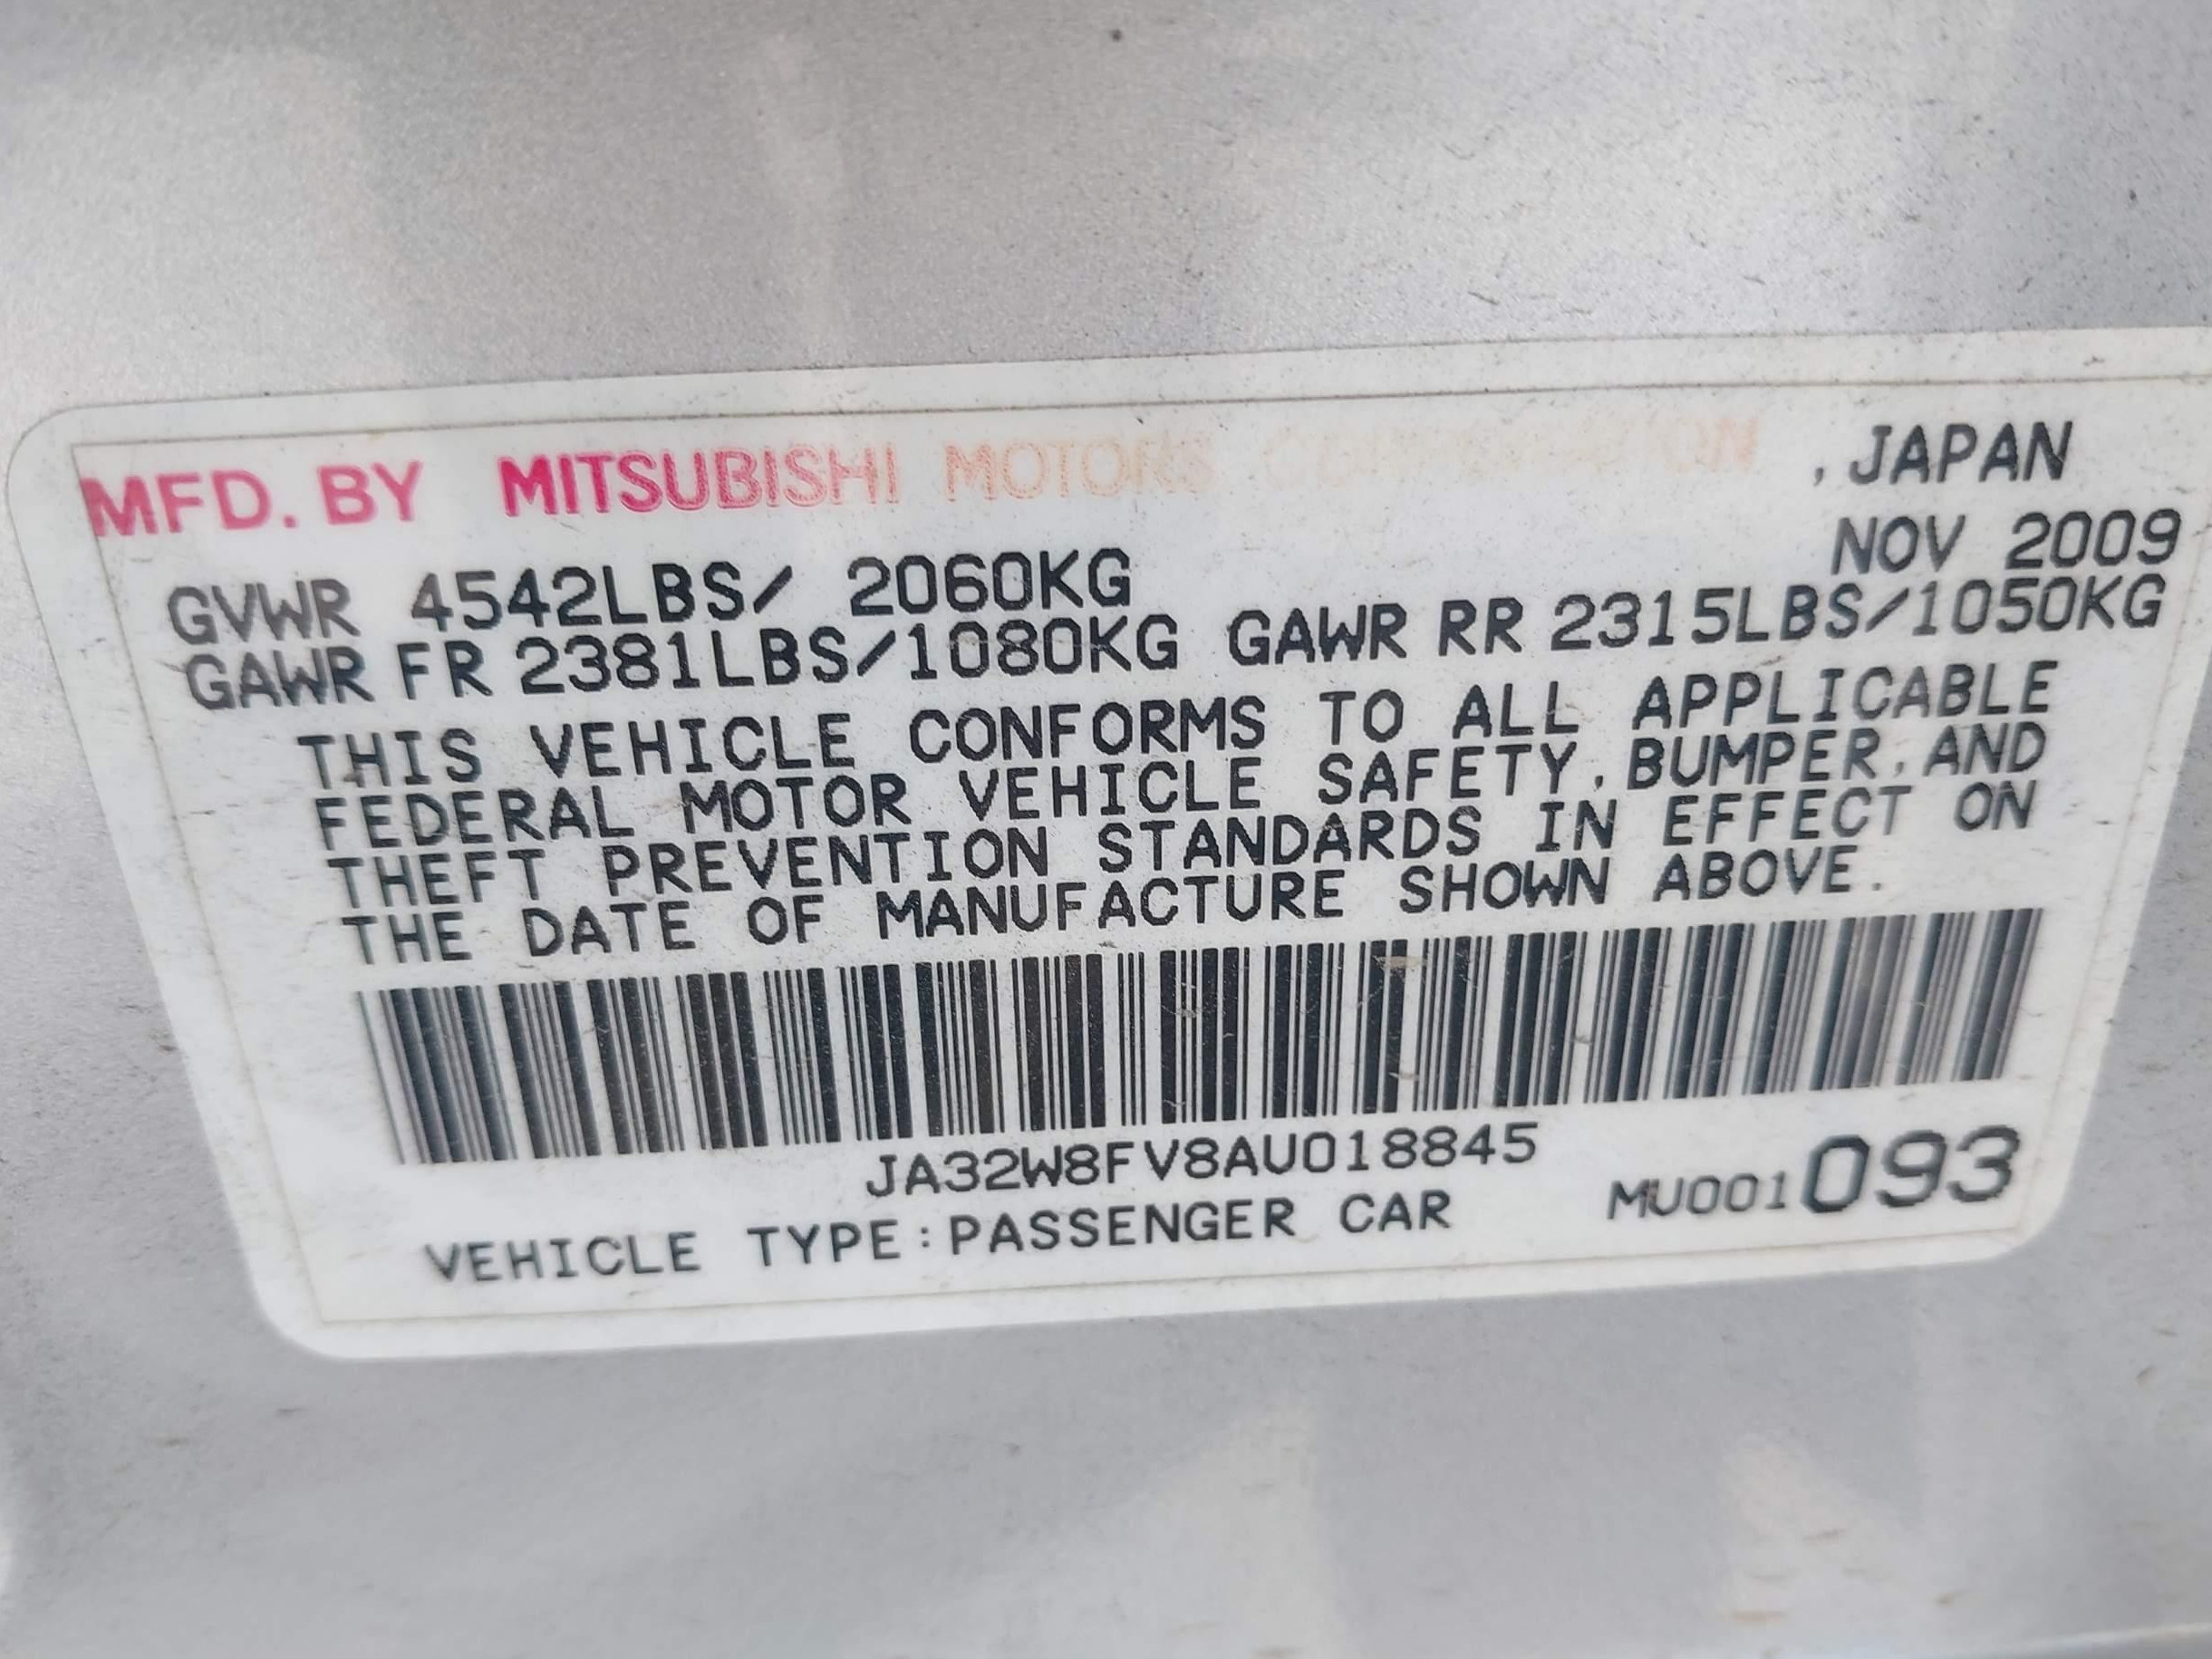 MFD. BY MITSUBISHI MOTORS CORPORATION , JAPAN
NOV 2009
GVWR 4542LBS/ 2060KG
GAWR FR 2381LBS/1080KG GAWR RR 2315LBS/1050KG
THIS VEHICLE CONFORMS TO ALL APPLICABLE
FEDERAL MOTOR VEHICLE SAFETY, BUMPER, AND
THEFT PREVENTION STANDARDS IN EFFECT ON
THE DATE OF MANUFACTURE SHOWN ABOVE.
JA32W8FV8AU018845
VEHICLE TYPE:PASSENGER CAR MU001093